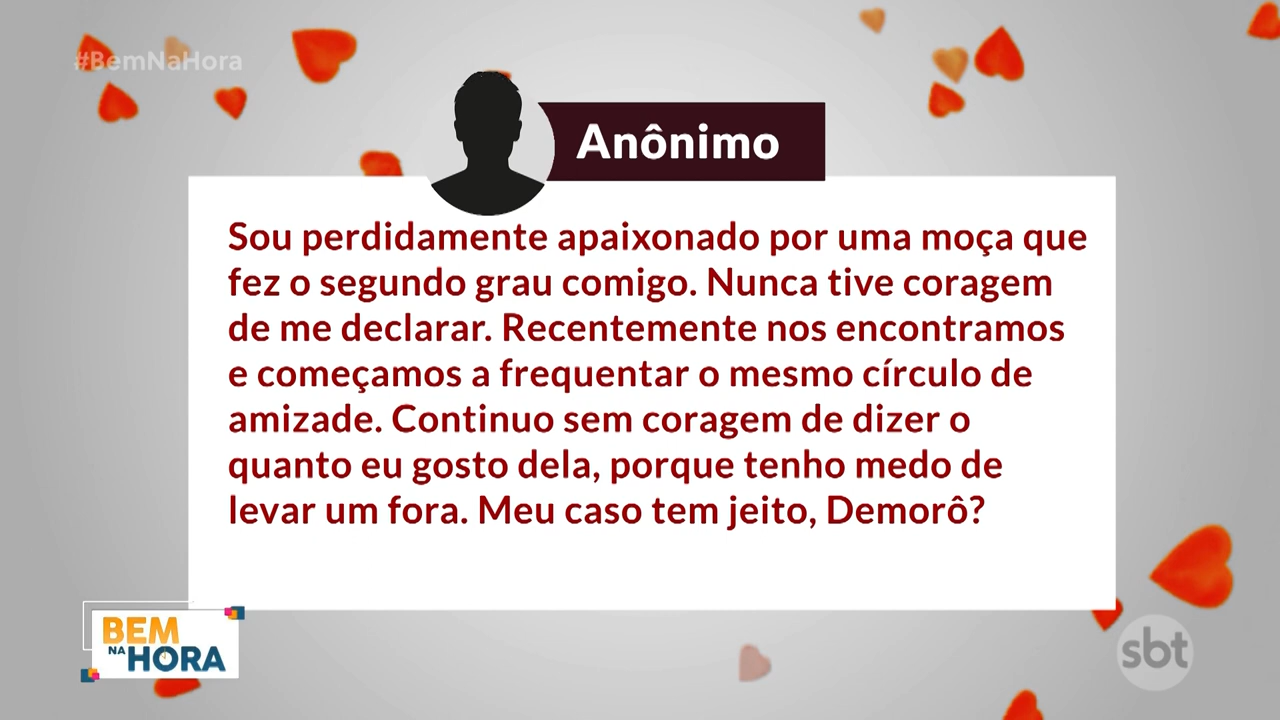 #BemNaHora
Anônimo
Sou perdidamente apaixonado por uma moça que
fez o segundo grau comigo. Nunca tive coragem
de me declarar. Recentemente nos encontramos
e começamos a frequentar o mesmo círculo de
amizade. Continuo sem coragem de dizer o
quanto eu gosto dela, porque tenho medo de
levar um fora. Meu caso tem jeito, Demorô?
BEM
NA HORA
sbt